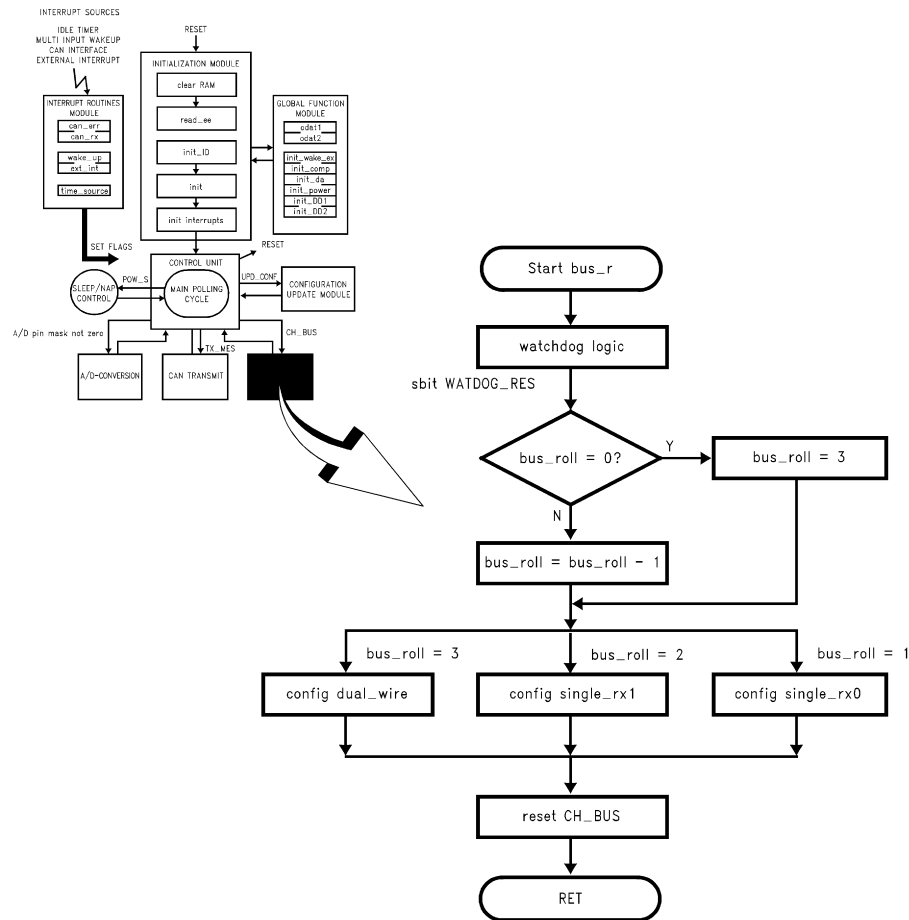 INTERRUPT SOURCES
IDLE TIMER
MULTI INPUT WAKEUP
CAN INTERFACE
EXTERNAL INTERRUPT
INTERRUPT ROUTINES
MODULE
can_err
can_rx
wake_up
ext_int
time_source
SET FLAGS
RESET
INITIALIZATION MODULE
clear RAM
read_ee
init_ID
init
init interrupts
GLOBAL FUNCTION
MODULE
odat1
odat2
init_wake_ex
init_comp
init_da
init_power
init_DD1
init_DD2
RESET
CONTROL UNIT
MAIN POLLING
CYCLE
POW_S
SLEEP/NAP
CONTROL
UPD_CONF
CONFIGURATION
UPDATE MODULE
A/D pin mask not zero
TX_MES
CH_BUS
A/D-CONVERSION
CAN TRANSMIT
Start bus_r
watchdog logic
sbit WATDOG_RES
bus_roll = 0?
Y
bus_roll = 3
N
bus_roll = bus_roll - 1
bus_roll = 3
bus_roll = 2
bus_roll = 1
config dual_wire
config single_rx1
config single_rx0
reset CH_BUS
RET